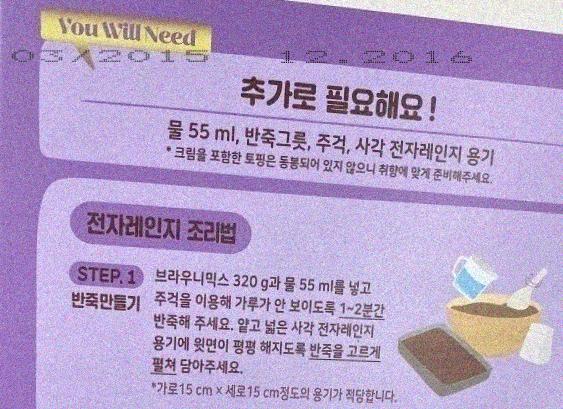 You Will Need
03/2015 12.2016
추가로 필요해요!
물 55 ml, 반죽그릇, 주걱, 사각 전자레인지 용기
* 크림을 포함한 토핑은 동봉되어 있지 않으니 취향에 맞게 준비해주세요.
전자레인지 조리법
STEP. 1
반죽만들기
브라우니믹스 320 g과 물 55 ml를 넣고
주걱을 이용해 가루가 안 보이도록 1~2분간
반죽해 주세요. 얇고 넓은 사각 전자레인지
용기에 윗면이 평평 해지도록 반죽을 고르게
펼쳐 담아주세요.
*가로15 cm × 세로15 cm정도의 용기가 적당합니다.